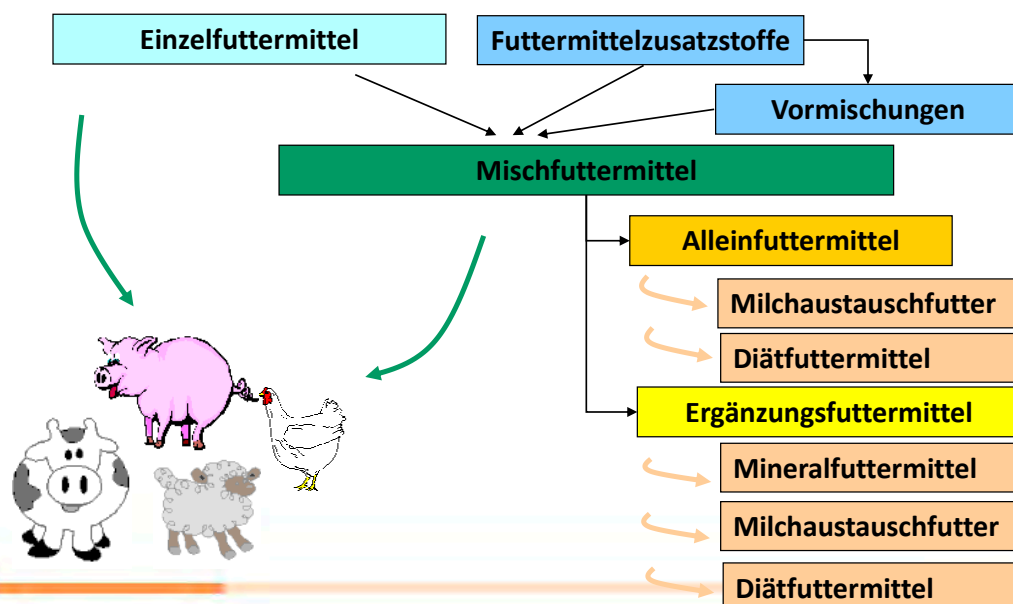 Einzelfuttermittel
Futtermittelzusatzstoffe
Vormischungen
Mischfuttermittel
Alleinfuttermittel
Milchaustauschfutter
Diätfuttermittel
Ergänzungsfuttermittel
Mineralfuttermittel
Milchaustauschfutter
Diätfuttermittel